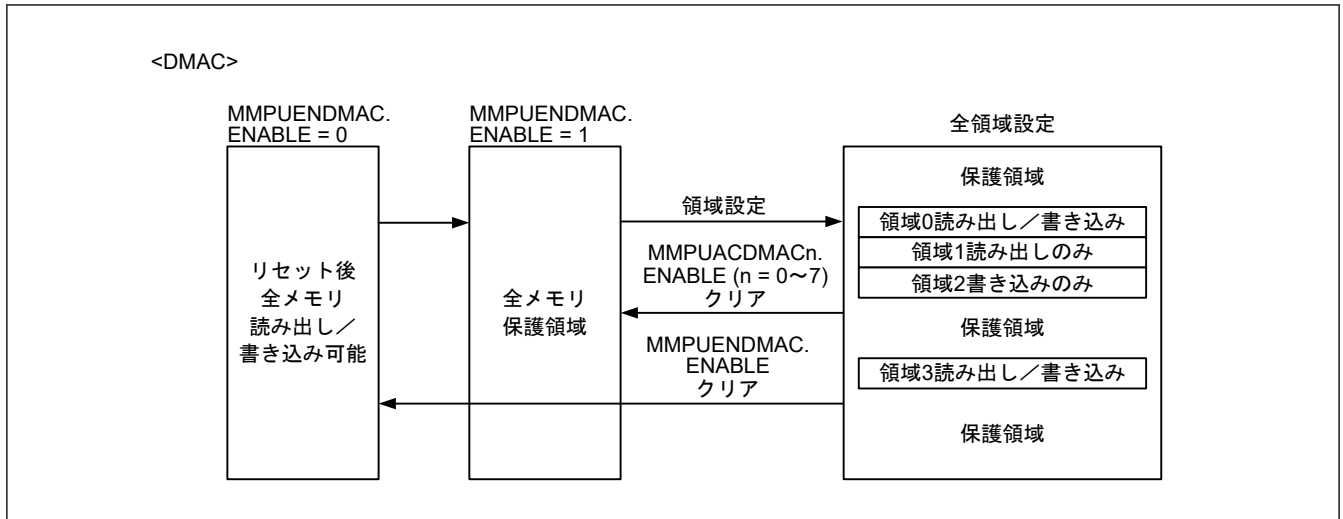 <DMAC>
MMPUENDMAC.
ENABLE = 0
リセット後
全メモリ
読み出し／
書き込み可能
MMPUENDMAC.
ENABLE = 1
全メモリ
保護領域
領域設定
MMPUACDMACn.
ENABLE (n = 0～7)
クリア
MMPUENDMAC.
ENABLE
クリア
全領域設定
保護領域
領域0読み出し／書き込み
領域1読み出しのみ
領域2書き込みのみ
保護領域
領域3読み出し／書き込み
保護領域